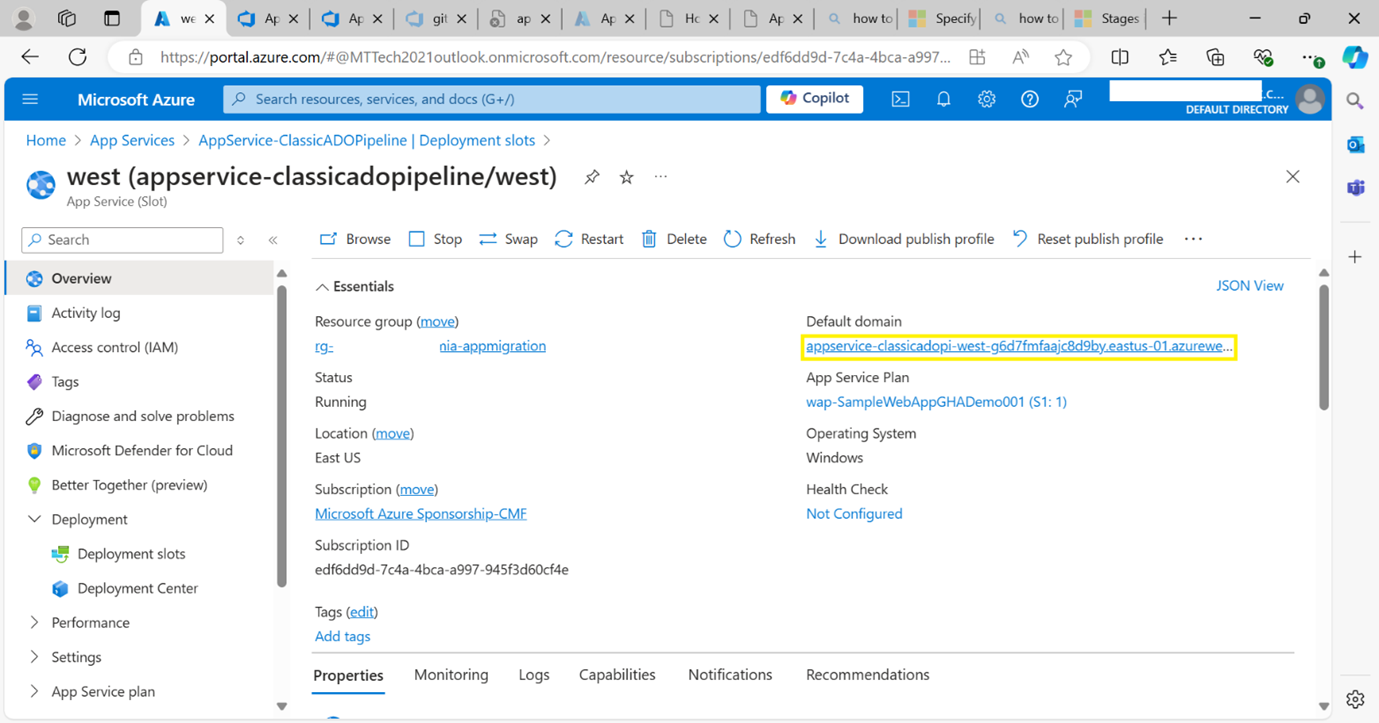 we
Ap
Ap
git
ap
Ap
Ho
Ap
how to
Specify
how to
Stages
https://portal.azure.com/#@MTTech2021outlook.onmicrosoft.com/resource/subscriptions/edf6dd9d-7c4a-4bca-a997...
Microsoft Azure
Search resources, services, and docs (G+/)
Copilot
.c...
DEFAULT DIRECTORY
Home > App Services > AppService-ClassicADOPipeline | Deployment slots >
west (appservice-classicadopipeline/west)
App Service (Slot)
Search
Browse Stop Swap Restart Delete Refresh Download publish profile Reset publish profile
Overview
Activity log
Access control (IAM)
Tags
Diagnose and solve problems
Microsoft Defender for Cloud
Better Together (preview)
Deployment
Deployment slots
Deployment Center
Performance
Settings
App Service plan
Essentials
JSON View
Resource group (move)
rg- nia-appmigration
Status
Running
Location (move)
East US
Subscription (move)
Microsoft Azure Sponsorship-CMF
Subscription ID
edf6dd9d-7c4a-4bca-a997-945f3d60cf4e
Default domain
appservice-classicadopi-west-g6d7fmfaajc8d9by.eastus-01.azurewe...
App Service Plan
wap-SampleWebAppGHADemo001 (S1: 1)
Operating System
Windows
Health Check
Not Configured
Tags (edit)
Add tags
Properties Monitoring Logs Capabilities Notifications Recommendations